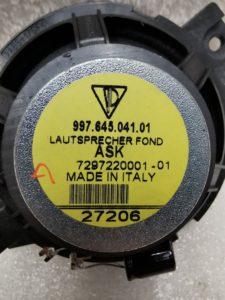 997.645.041.01
LAUTSPRECHER FOND
ASK
7297220001-01
MADE IN ITALY
A
27206